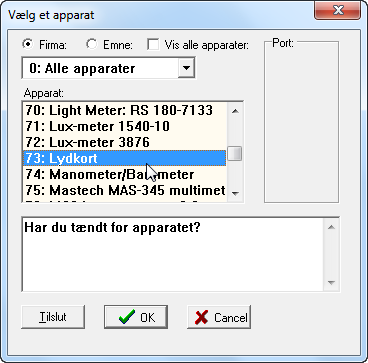 Vælg et apparat
Firma: Emne: Vis alle apparater: Port:
0: Alle apparater
Apparat:
70: Light Meter: RS 180-7133
71: Lux-meter 1540-10
72: Lux-meter 3876
73: Lydkort
74: Manometer/Barometer
75: Mastech MAS-345 multimet
Har du tændt for apparatet?
Tilslut OK Cancel